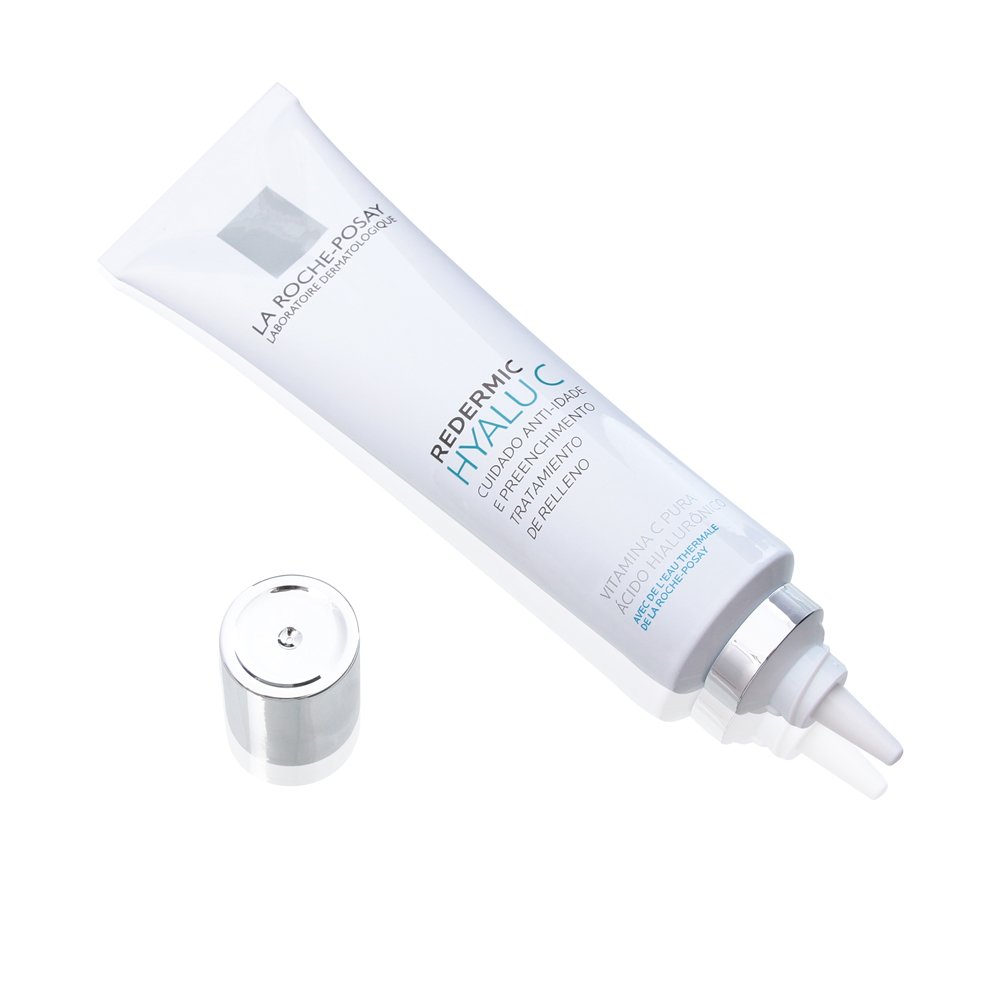 LA ROCHE-POSAY
LABORATOIRE DERMATOLOGIQUE
REDERMIC
HYALU C
CUIDADO ANTI-IDADE
E PREENCHIMENTO
TRATAMIENTO
DE RELLENO
VITAMINA C PURA
ÁCIDO HIALURÔNICO
AVEC DE L'EAU THERMALE
DE LA ROCHE-POSAY